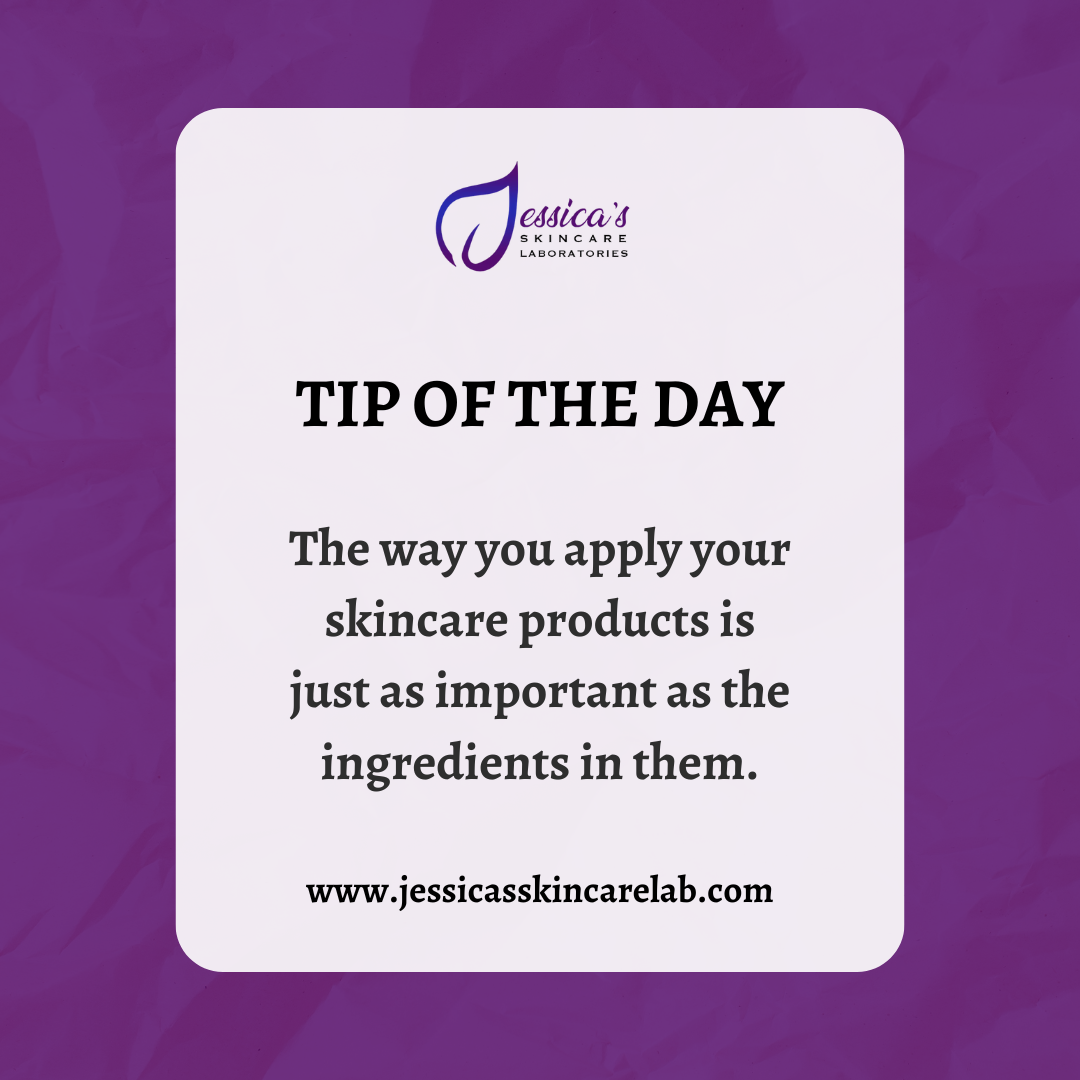 Jessica's
SKINCARE
LABORATORIES
TIP OF THE DAY
The way you apply your
skincare products is
just as important as the
ingredients in them.
www.jessicasskincarelab.com